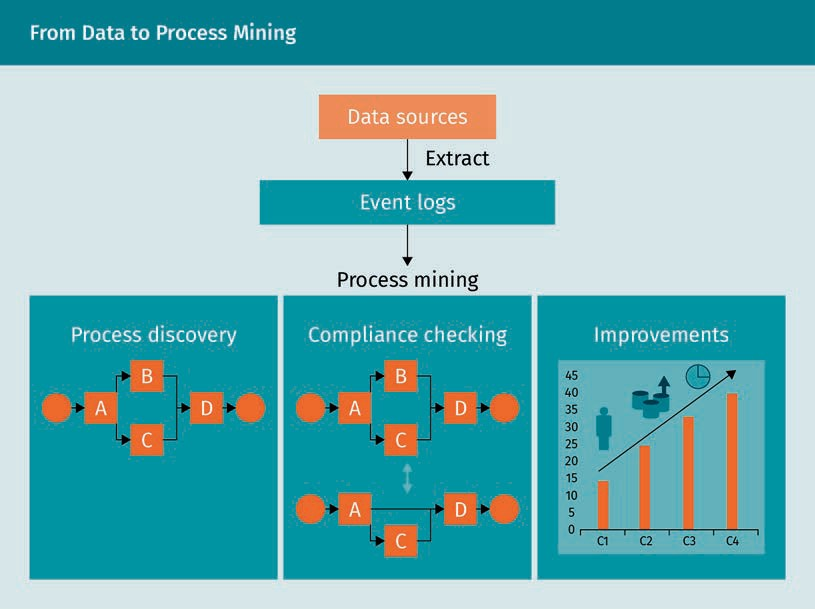 From Data to Process Mining
Data sources
Extract
Event logs
Process mining
Process discovery
B
A
D
C
Compliance checking
B
A
D
C
A
D
C
Improvements
45
40
35
30
25
20
15
10
5
0
C1 C2 C3 C4